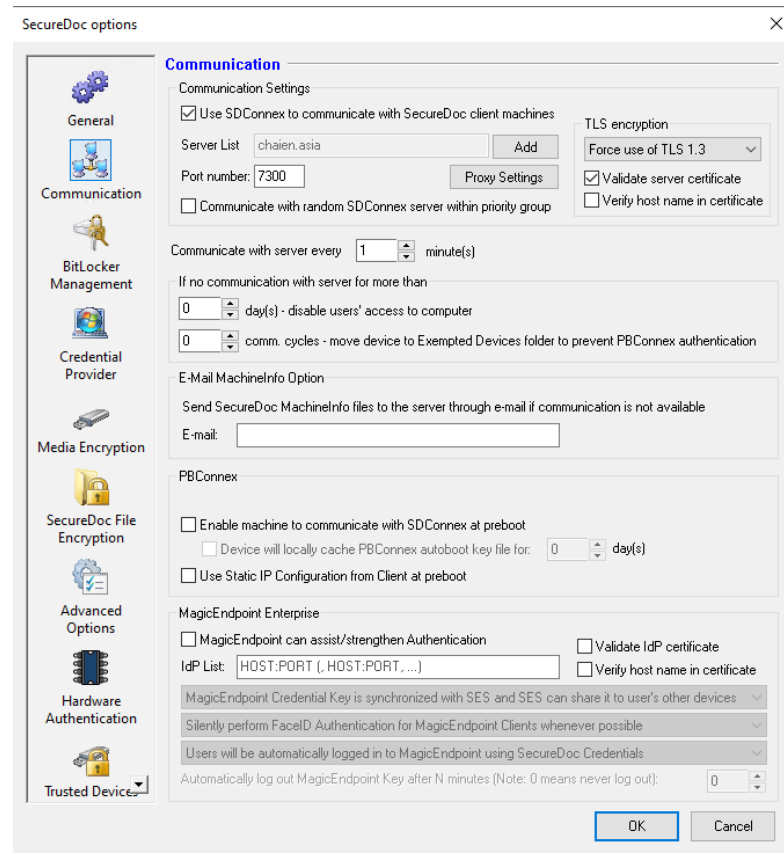 SecureDoc options
General
Communication
BitLocker
Management
Credential
Provider
Media Encryption
SecureDoc File
Encryption
Advanced
Options
Hardware
Authentication
Trusted Devices
Communication
Communication Settings
Use SDConnex to communicate with SecureDoc client machines
Server List chaien.asia Add
Port number: 7300 Proxy Settings
Communicate with random SDConnex server within priority group
TLS encryption
Force use of TLS 1.3
Validate server certificate
Verify host name in certificate
Communicate with server every 1 minute(s)
If no communication with server for more than
0 day(s) - disable users' access to computer
0 comm. cycles - move device to Exempted Devices folder to prevent PBConnex authentication
E-Mail MachineInfo Option
Send SecureDoc MachineInfo files to the server through e-mail if communication is not available
E-mail:
PBConnex
Enable machine to communicate with SDConnex at preboot
Device will locally cache PBConnex autoboot key file for: 0 day(s)
Use Static IP Configuration from Client at preboot
MagicEndpoint Enterprise
MagicEndpoint can assist/strengthen Authentication
Validate IdP certificate
IdP List: HOST:PORT (, HOST:PORT, ...)
Verify host name in certificate
MagicEndpoint Credential Key is synchronized with SES and SES can share it to user's other devices
Silently perform FaceID Authentication for MagicEndpoint Clients whenever possible
Users will be automatically logged in to MagicEndpoint using SecureDoc Credentials
Automatically log out MagicEndpoint Key after N minutes (Note: 0 means never log out): 0
OK Cancel